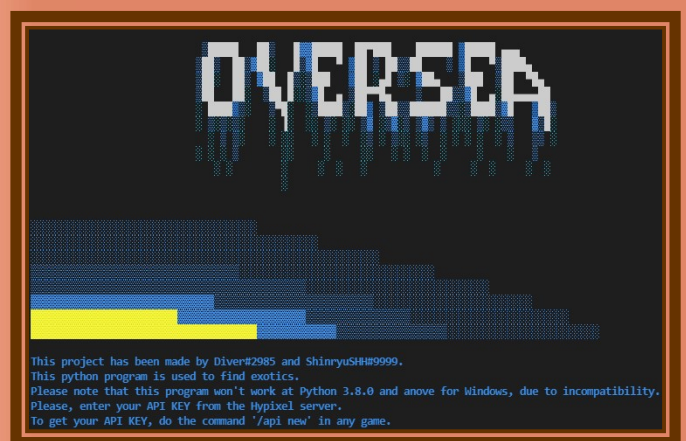 OVERSEA
This project has been made by Diver#2985 and ShinryuSHH#9999.
This python program is used to find exotics.
Please note that this program won't work at Python 3.8.0 and anove for Windows, due to incompatibility.
Please, enter your API KEY from the Hypixel server.
To get your API KEY, do the command '/api new' in any game.